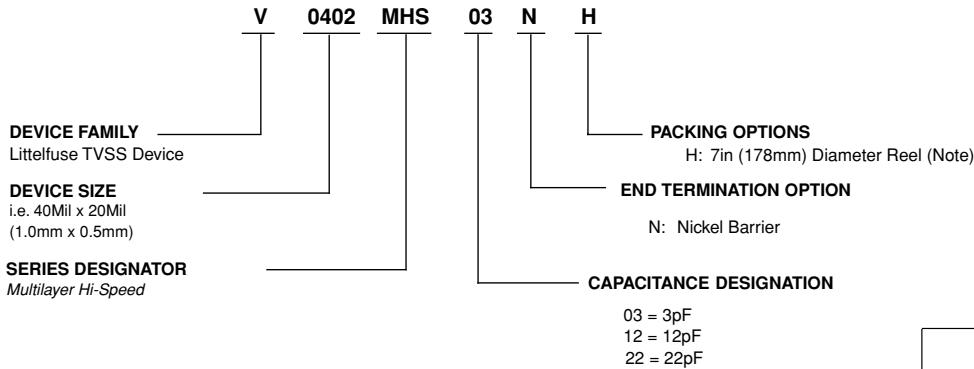 V 0402 MHS 03 N H
DEVICE FAMILY
Littelfuse TVSS Device
DEVICE SIZE
i.e. 40Mil x 20Mil
(1.0mm x 0.5mm)
SERIES DESIGNATOR
Multilayer Hi-Speed
PACKING OPTIONS
H: 7in (178mm) Diameter Reel (Note)
END TERMINATION OPTION
N: Nickel Barrier
CAPACITANCE DESIGNATION
03 = 3pF
12 = 12pF
22 = 22pF